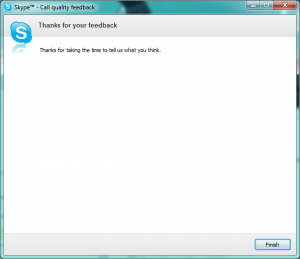 Skype™ - Call quality feedback
Thanks for your feedback
Thanks for taking the time to tell us what you think.
Finish